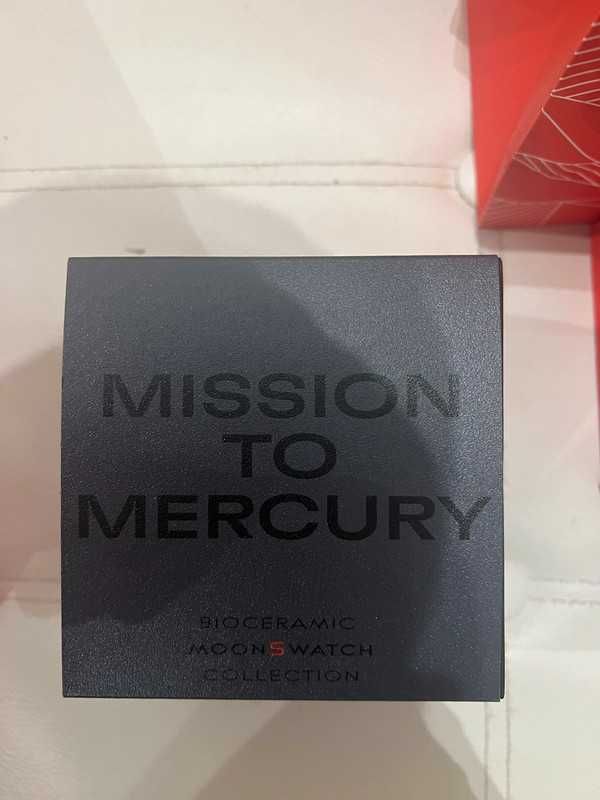 MISSION
TO
MERCURY
BIOCERAMIC
MOONSWATCH
COLLECTION